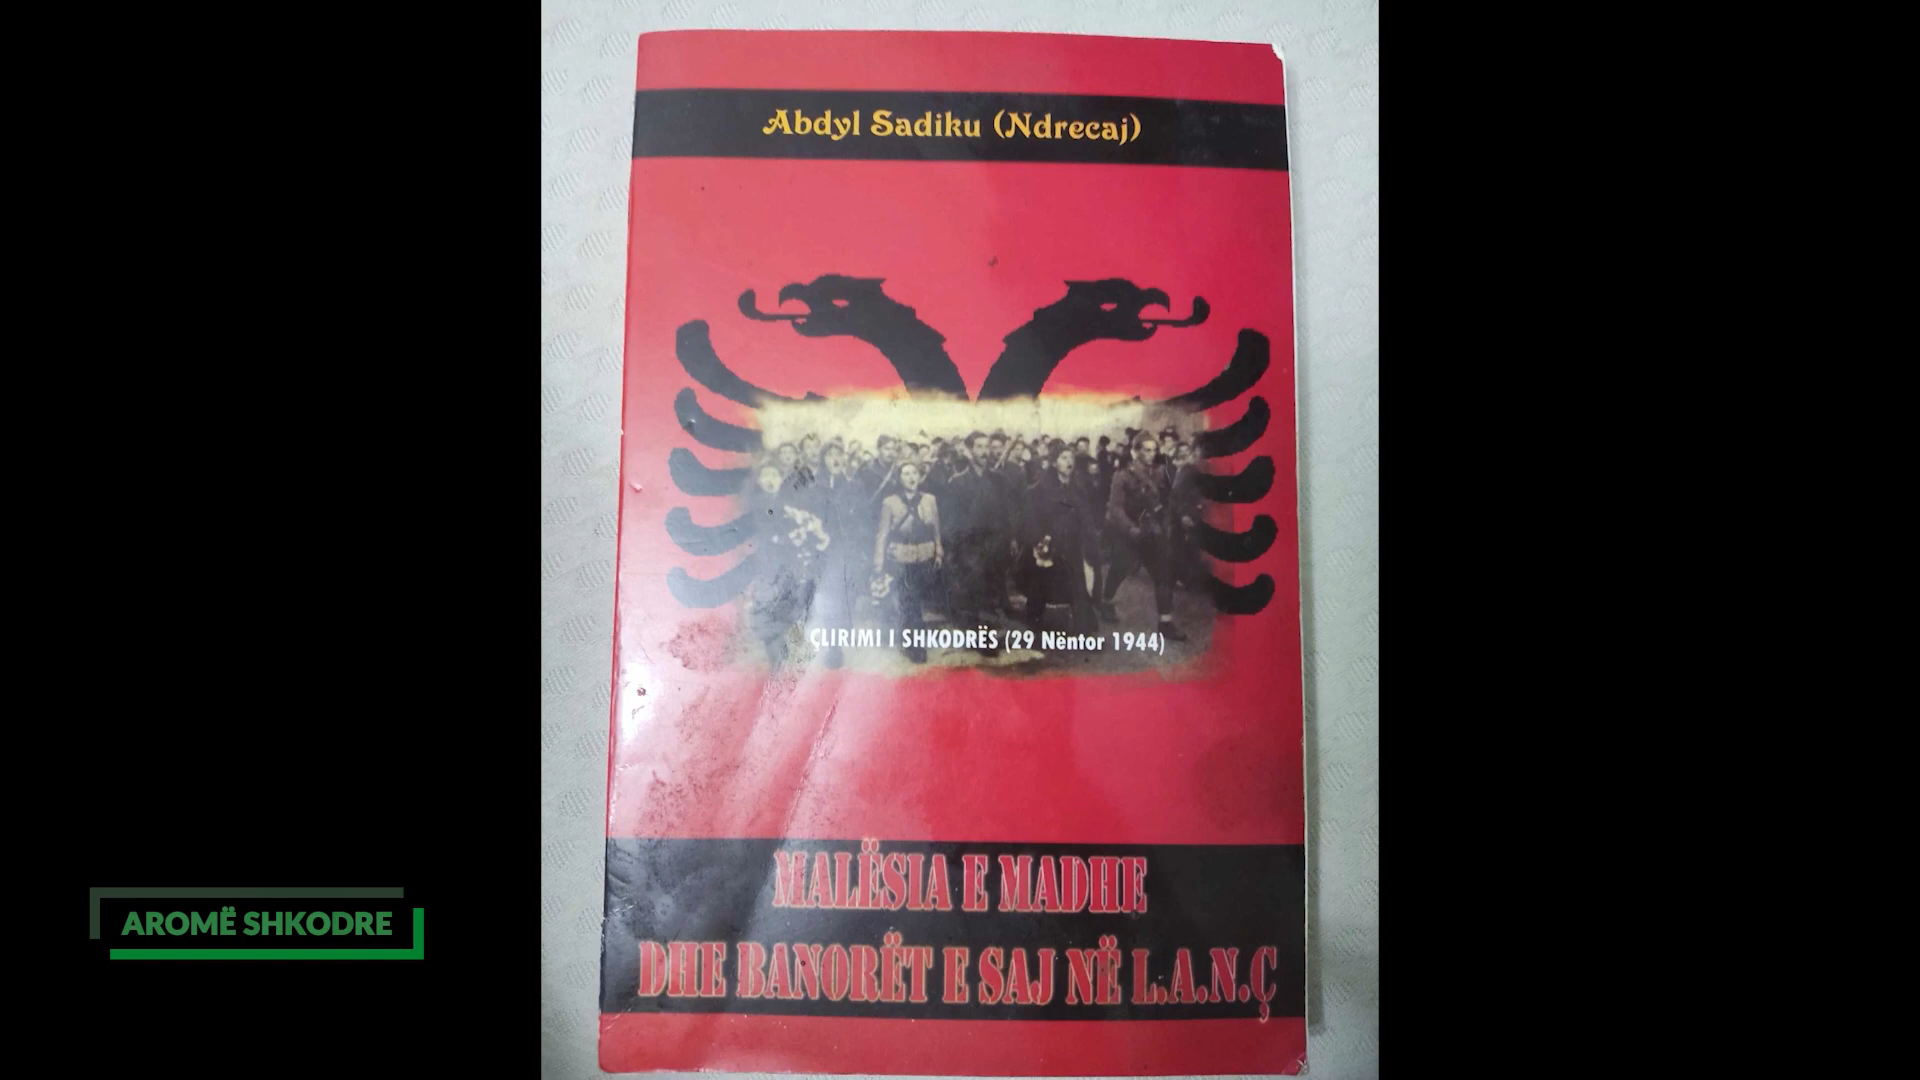 Abdyl Sadiku (Ndrecaj)
ÇLIRIMI I SHKODRËS (29 Nëntor 1944)
MALËSIA E MADHE
DHE BANORËT E SAJ NË L.A.N.Ç
AROMË SHKODRE